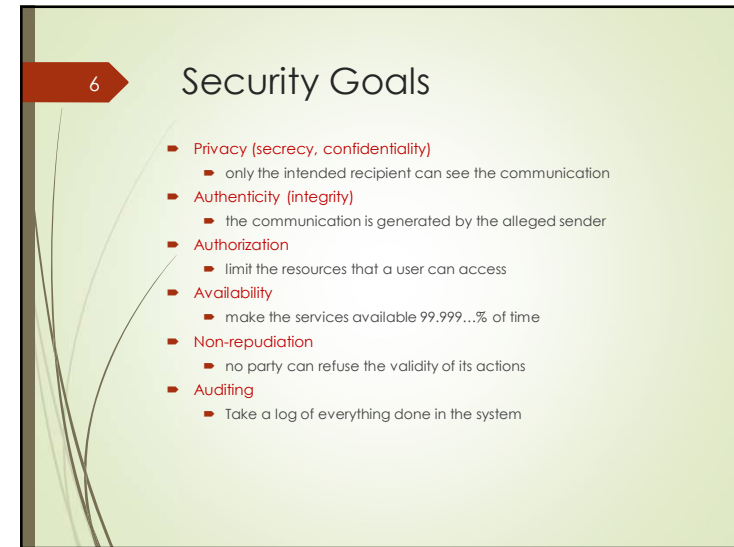 6
Security Goals
Privacy (secrecy, confidentiality)
only the intended recipient can see the communication
Authenticity (integrity)
the communication is generated by the alleged sender
Authorization
limit the resources that a user can access
Availability
make the services available 99.999...% of time
Non-repudiation
no party can refuse the validity of its actions
Auditing
Take a log of everything done in the system